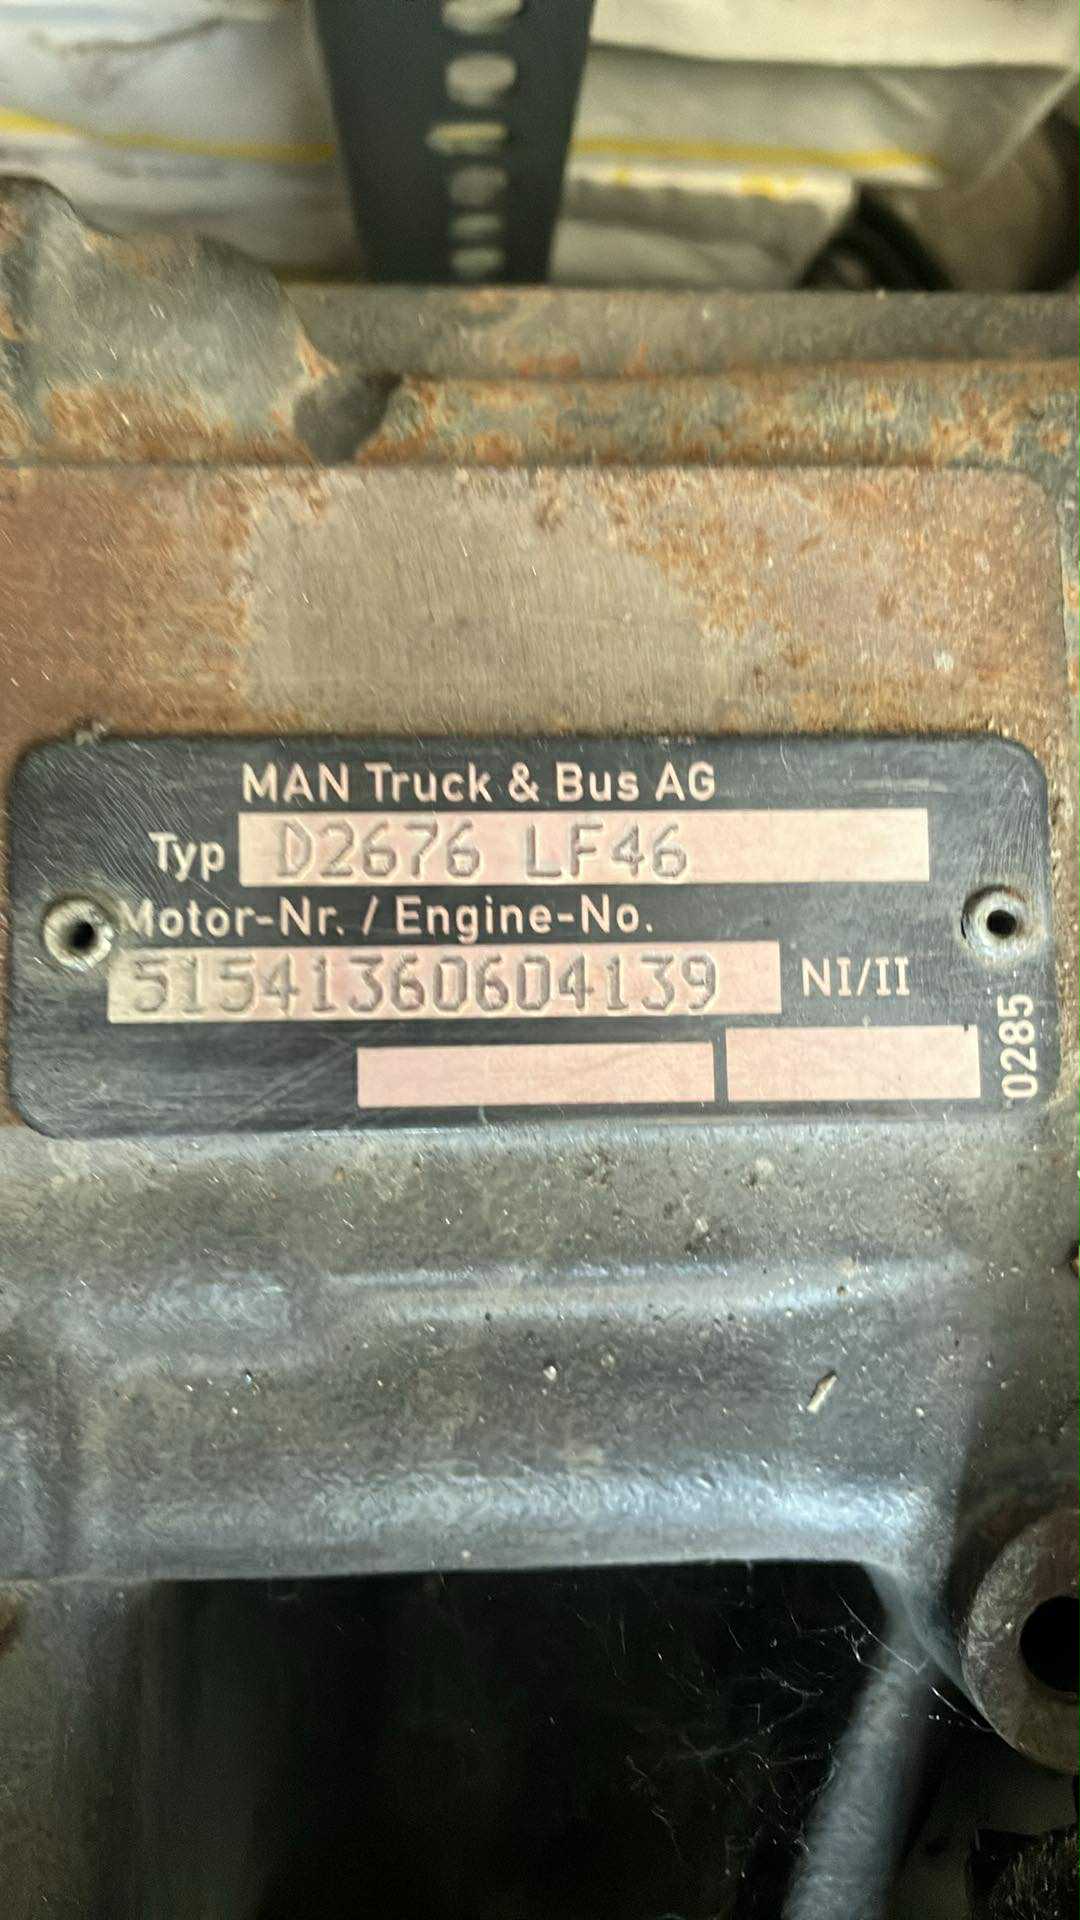 MAN Truck & Bus AG
Typ D2676 LF46
Motor-Nr. / Engine-No.
51541360604139 NI/II
0285